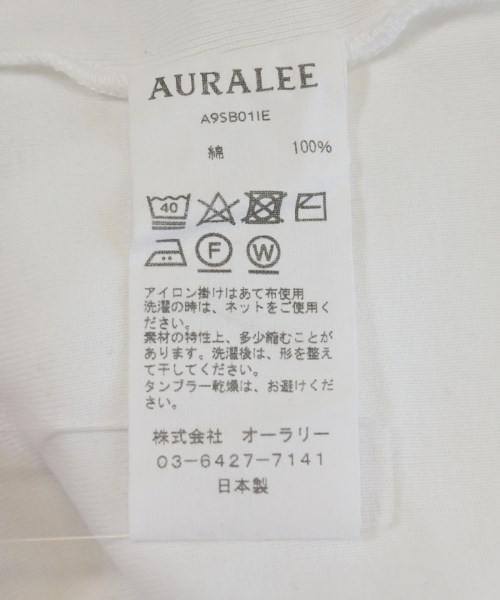 AURALEE
A9SB01IE
綿 100%
40
F W
アイロン掛けはあて布使用
洗濯の時は、ネットをご使用く
ださい。
素材の特性上、多少縮むことが
あります。洗濯後は、形を整え
て干してください。
タンブラー乾燥は、お避けくだ
さい。
株式会社 オーラリー
03-6427-7141
日本製